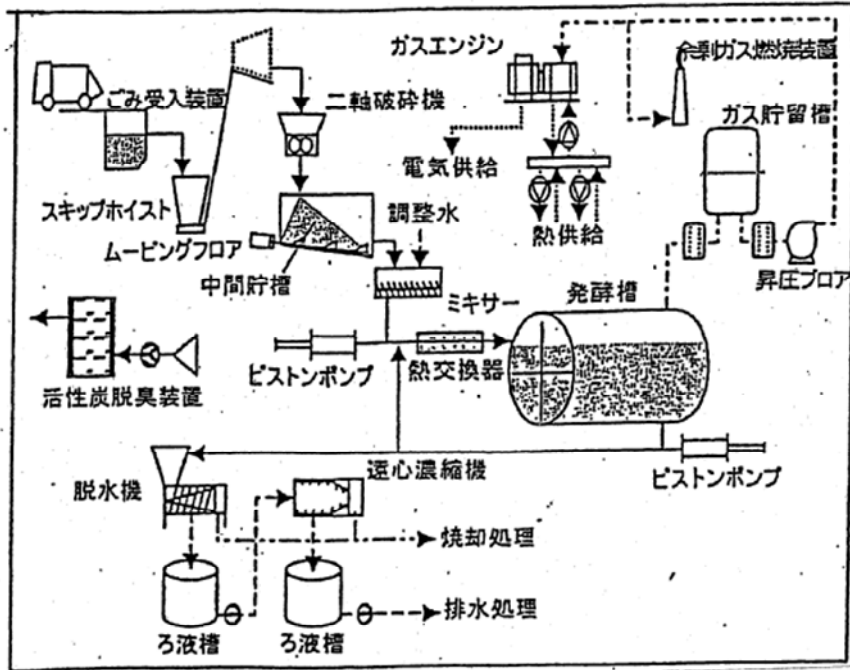 ガスエンジン
余剰ガス燃焼装置
ごみ受入装置
二軸破砕機
ガス貯留槽
電気供給
スキップホイスト
調整水
ムービングフロア
熱供給
中間貯槽
昇圧ブロア
ミキサー
発酵槽
ピストンポンプ
熱交換器
活性炭脱臭装置
脱水機
遠心濃縮機
ピストンポンプ
焼却処理
排水処理
ろ液槽
ろ液槽